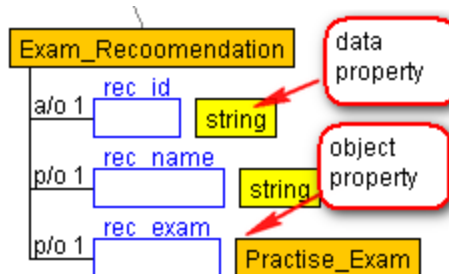 Exam_Recoomendation
data
property
rec_id
a/o 1
string
rec_name
p/o 1
string
object
property
rec_exam
p/o 1
Practise_Exam